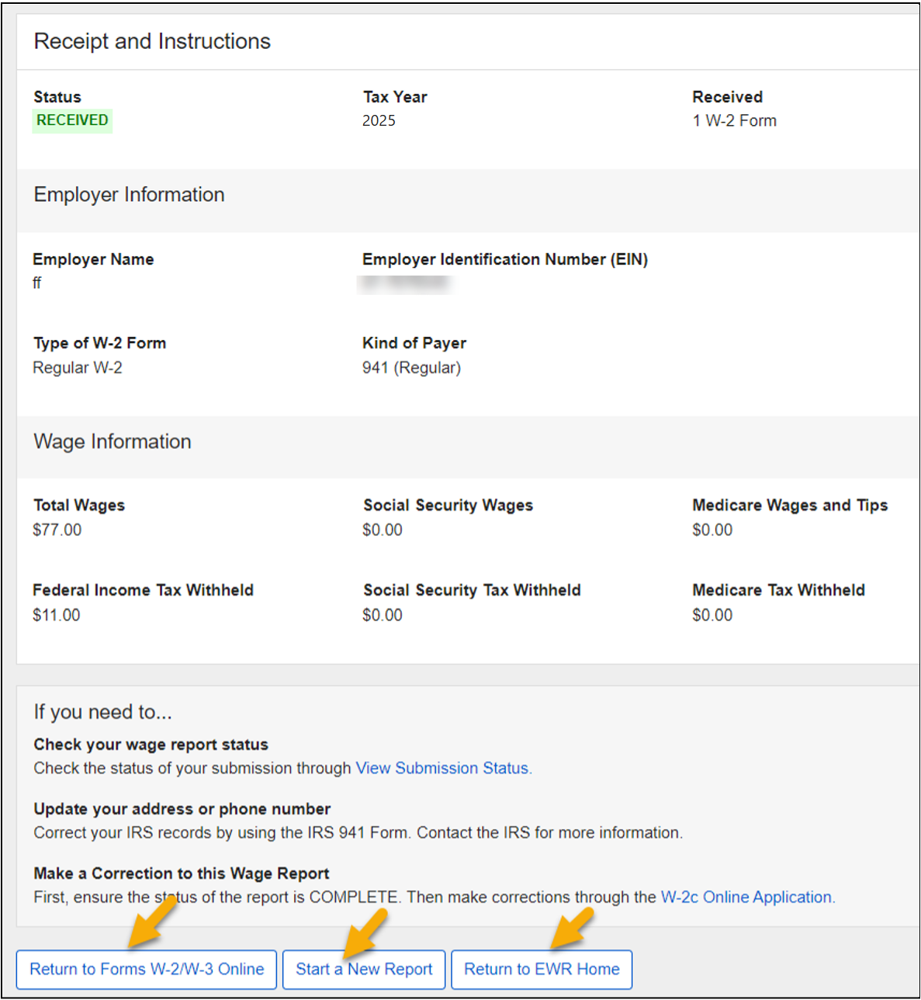 Receipt and Instructions
Status Tax Year Received
RECEIVED 2025 1 W-2 Form
Employer Information
Employer Name Employer Identification Number (EIN)
ff
Type of W-2 Form Kind of Payer
Regular W-2 941 (Regular)
Wage Information
Total Wages Social Security Wages Medicare Wages and Tips
$77.00 $0.00 $0.00
Federal Income Tax Withheld Social Security Tax Withheld Medicare Tax Withheld
$11.00 $0.00 $0.00
If you need to...
Check your wage report status
Check the status of your submission through View Submission Status.
Update your address or phone number
Correct your IRS records by using the IRS 941 Form. Contact the IRS for more information.
Make a Correction to this Wage Report
First, ensure the status of the report is COMPLETE. Then make corrections through the W-2c Online Application.
Return to Forms W-2/W-3 Online Start a New Report Return to EWR Home